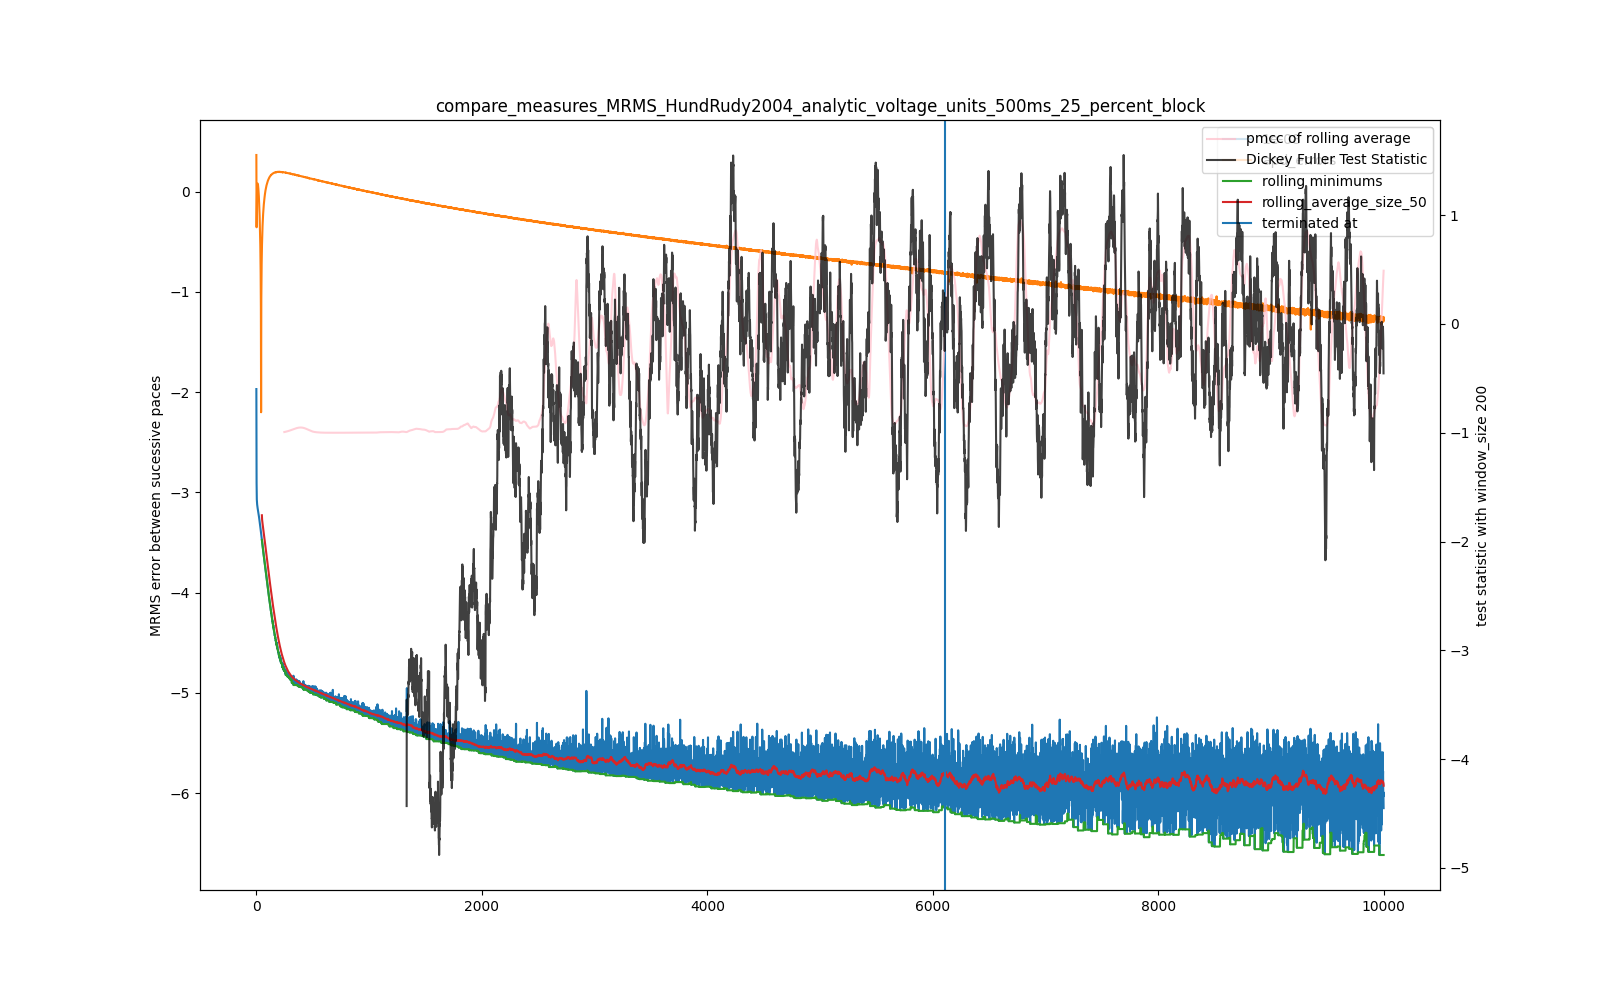 compare_measures_MRMS_HundRudy2004_analytic_voltage_units_500ms_25_percent_block
pmcc of rolling average
Dickey Fuller Test Statistic
rolling minimums
rolling_average_size_50
terminated at
MRMS error between sucessive paces
test statistic with window_size 200
0
−1
−2
−3
−4
−5
−6
1
0
−1
−2
−3
−4
−5
0
2000
4000
6000
8000
10000